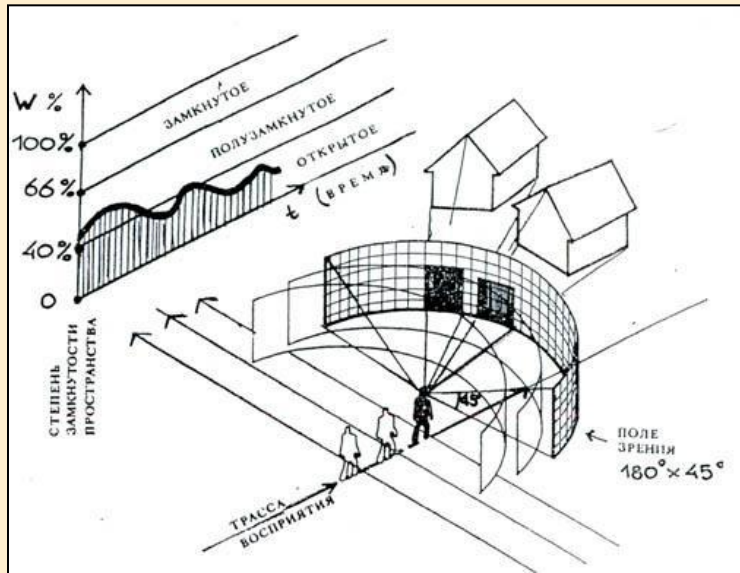 W %
100%
66%
40%
0
ЗАМКНУТОЕ
ПОЛУЗАМКНУТОЕ
ОТКРЫТОЕ
t (ВРЕМЯ)
СТЕПЕНЬ
ЗАМКНУТОСТИ
ПРОСТРАНСТВА
45°
ПОЛЕ
ЗРЕНИЯ
180°×45°
ТРАССА
ВОСПРИЯТИЯ